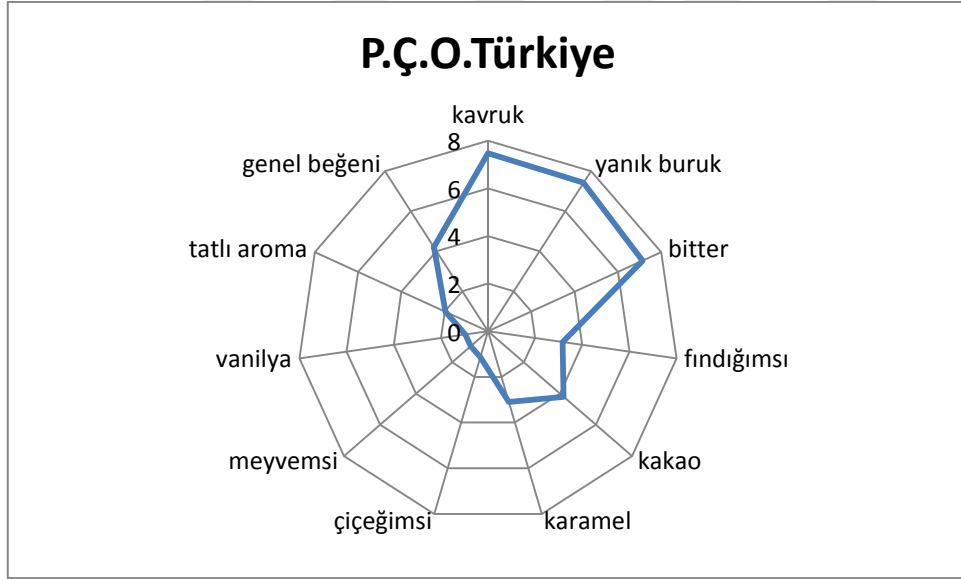 P.Ç.O.Türkiye
kavruk
yanık buruk
bitter
fındığımsı
kakao
karamel
çiçeğimsi
meyvemsi
vanilya
tatlı aroma
genel beğeni
8
6
4
2
0